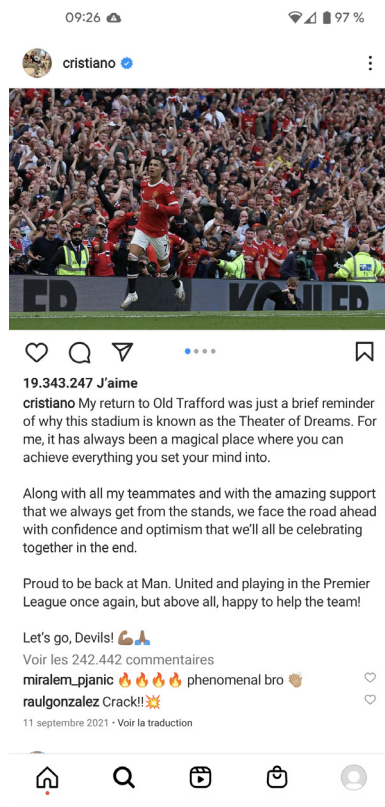 09:26
97 %
cristiano
KOHLER
19.343.247 J'aime
cristiano My return to Old Trafford was just a brief reminder
of why this stadium is known as the Theater of Dreams. For
me, it has always been a magical place where you can
achieve everything you set your mind into.
Along with all my teammates and with the amazing support
that we always get from the stands, we face the road ahead
with confidence and optimism that we'll all be celebrating
together in the end.
Proud to be back at Man. United and playing in the Premier
League once again, but above all, happy to help the team!
Let's go, Devils! 💪🏽🙏🏽
Voir les 242.442 commentaires
miralem_pjanic 🔥🔥🔥🔥 phenomenal bro 👏🏼
raulgonzalez Crack!!💥
11 septembre 2021 • Voir la traduction